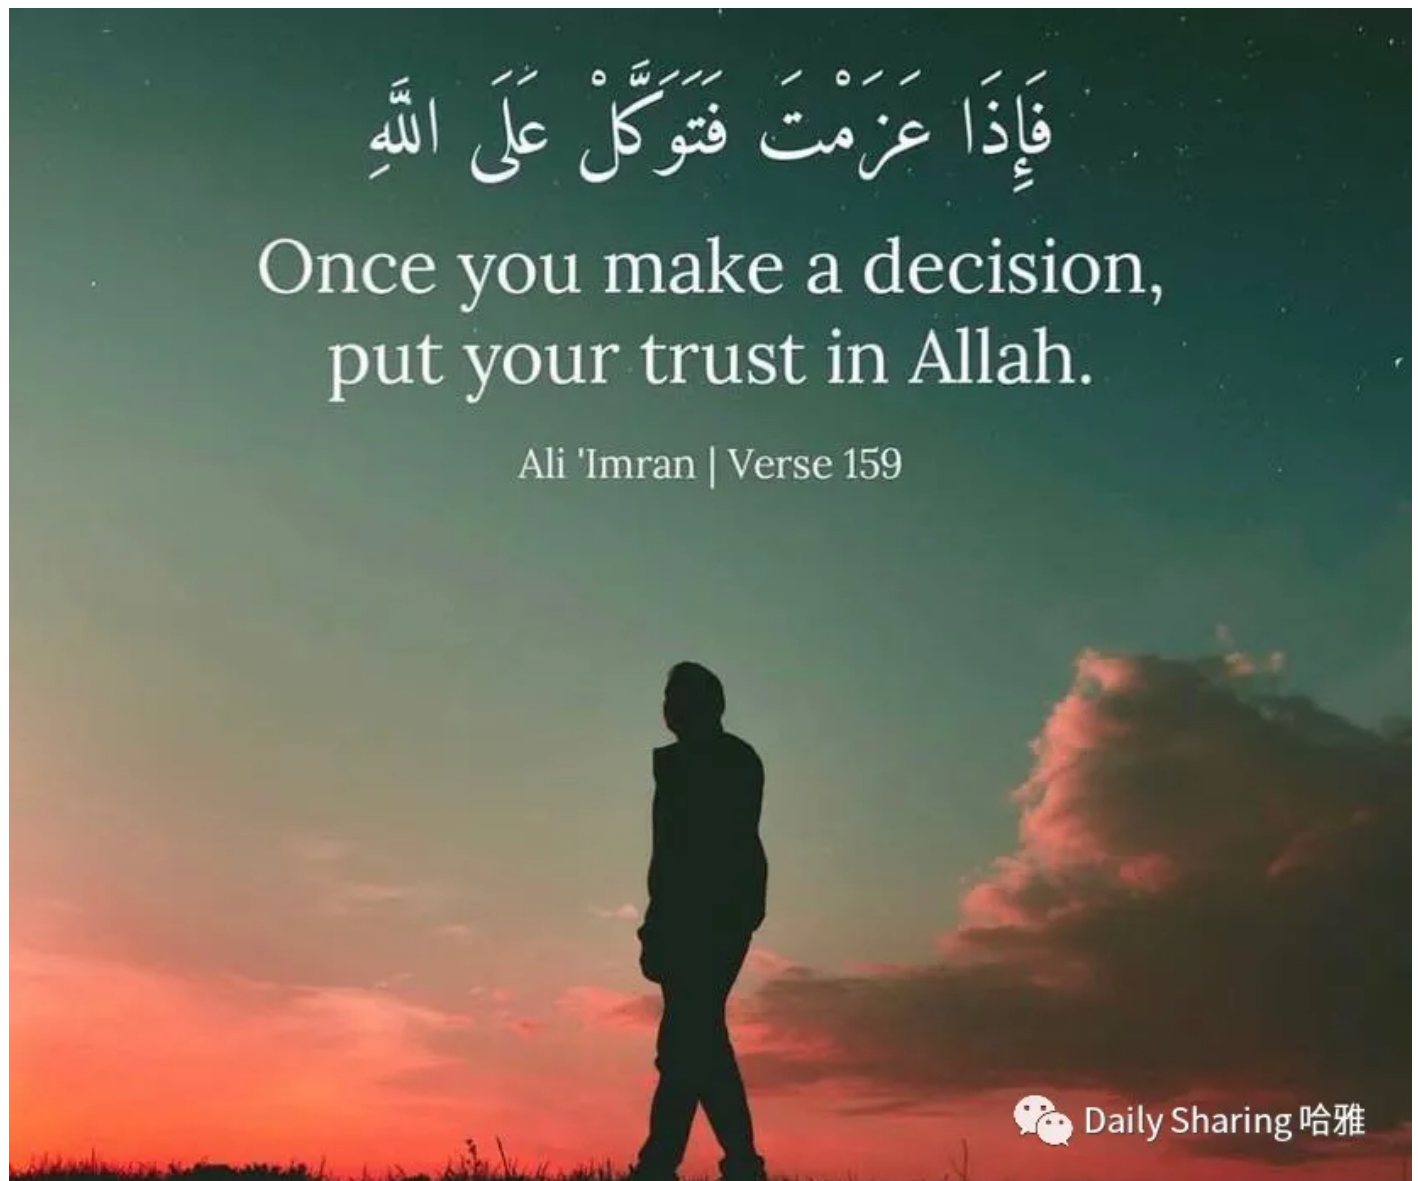 فَإِذَا عَزَمْتَ فَتَوَكَّلْ عَلَى اللَّهِ
Once you make a decision,
put your trust in Allah.
Ali 'Imran | Verse 159
Daily Sharing 哈雅